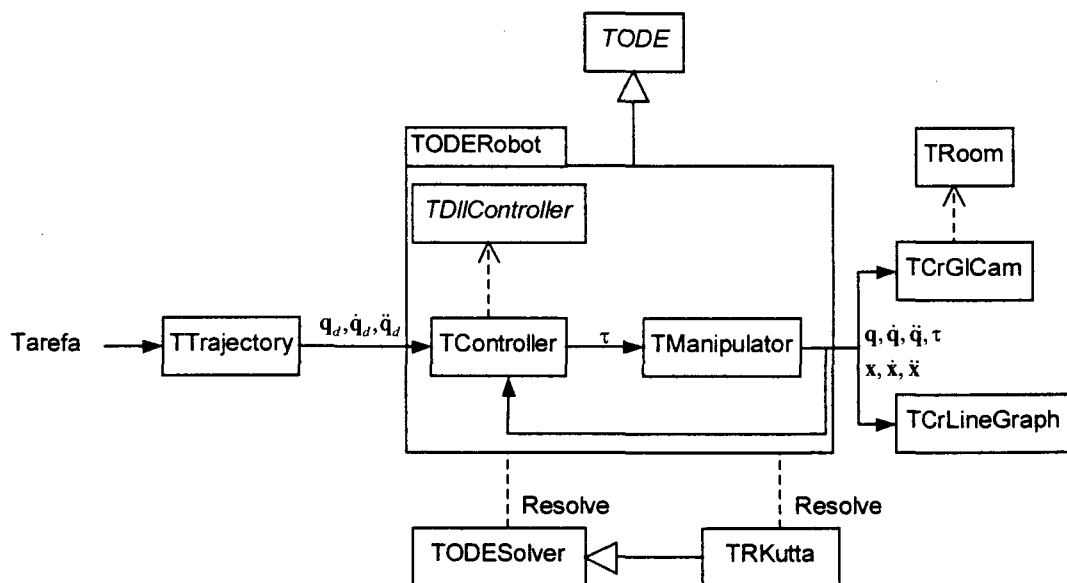 TODE
TODERobot
TRoom
TDllController
TCrGlCam
Tarefa
TTrajectory
q_d, q̇_d, q̈_d
TController
τ
TManipulator
q, q̇, q̈, τ
x, ẋ, ẍ
TCrLineGraph
Resolve
Resolve
TODESolver
TRKutta